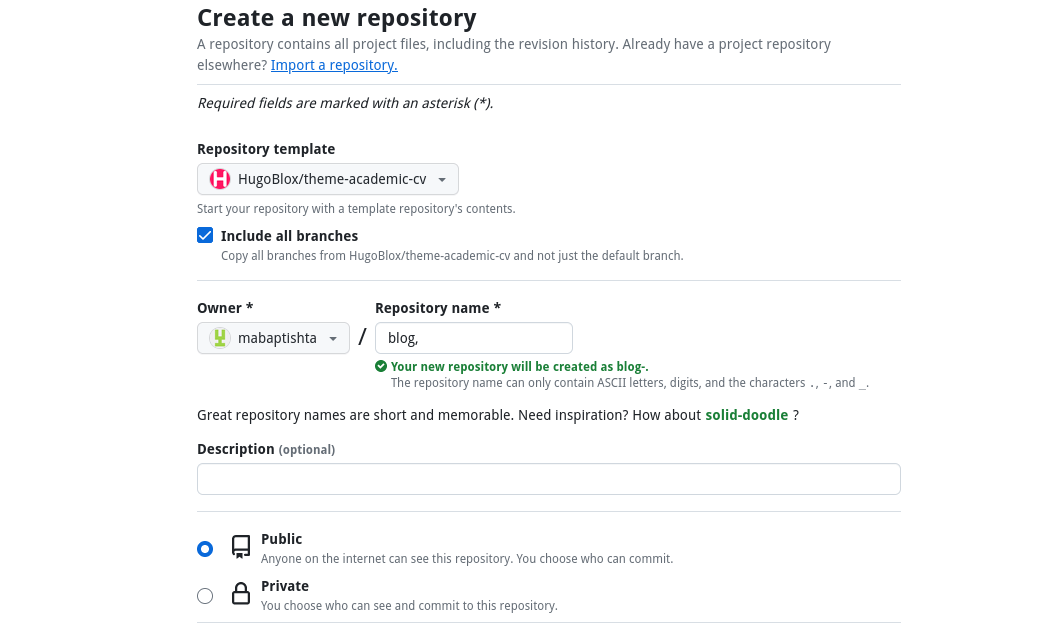 Create a new repository
A repository contains all project files, including the revision history. Already have a project repository
elsewhere? Import a repository.
Required fields are marked with an asterisk (*).
Repository template
HugoBlox/theme-academic-cv
Start your repository with a template repository's contents.
Include all branches
Copy all branches from HugoBlox/theme-academic-cv and not just the default branch.
Owner * Repository name *
mabaptishta / blog,
Your new repository will be created as blog-.
The repository name can only contain ASCII letters, digits, and the characters ., -, and _.
Great repository names are short and memorable. Need inspiration? How about solid-doodle ?
Description (optional)
Public
Anyone on the internet can see this repository. You choose who can commit.
Private
You choose who can see and commit to this repository.